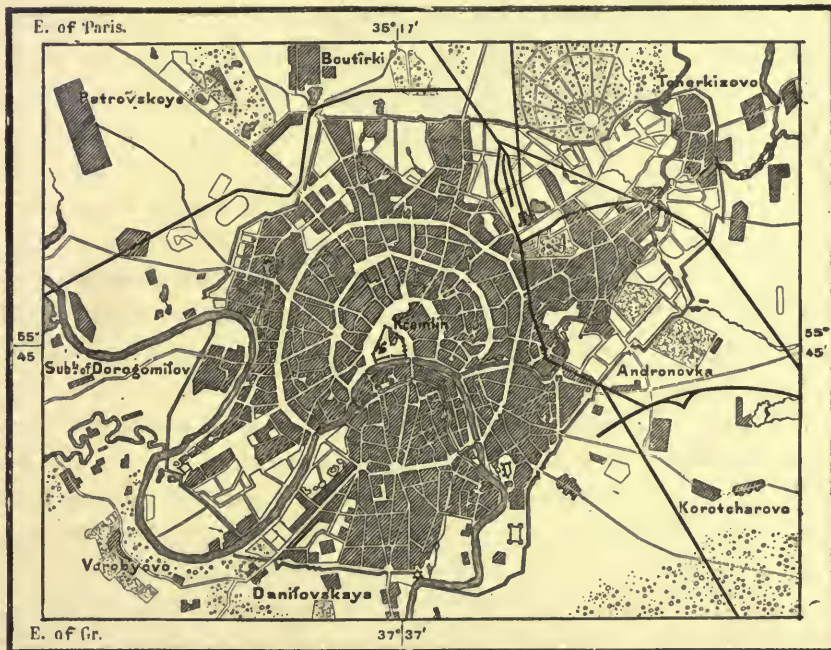 E. of Paris.
35° 17'
Boutirki
Petrovskoye
Tcherkizovo
Kremlin
55°
45
55°
45'
Subb. of Dorogomilov
Andronovka
Korotcharovo
Vorobyovo
Danilovskaya
E. of Gr.
37° 37'